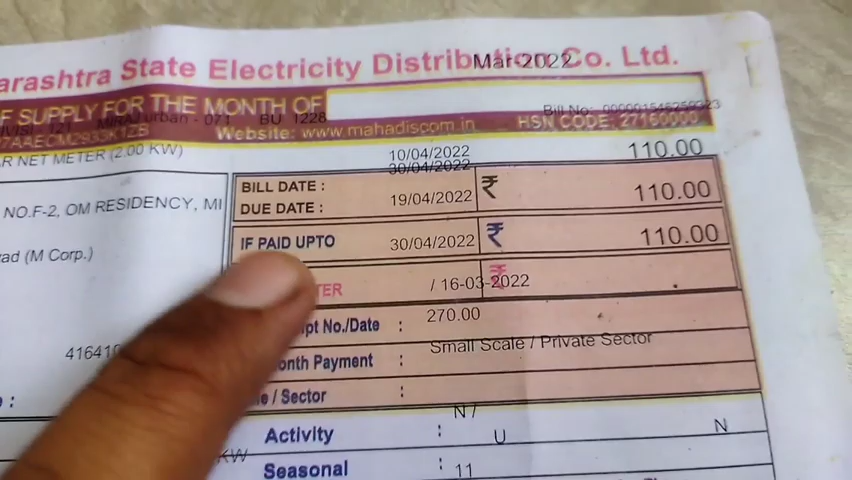 arashtra State Electricity Distribution Co. Ltd.
Mar-2022
F SUPPLY FOR THE MONTH OF
Bill No:
Urban - 071 BU 1228
Website: www.mahadiscom.in HSN CODE: 27160000
R NET METER (2.00 KW)
10/04/2022 110.00
30/04/2022
BILL DATE :
19/04/2022 ₹ 110.00
DUE DATE :
NO.F-2, OM RESIDENCY, MI
IF PAID UPTO 30/04/2022 ₹ 110.00
ad (M Corp.)
TER / 16-03-2022 ₹
pt No./Date : 270.00
41641
onth Payment : Small Scale / Private Sector
e / Sector :
N /
Activity : U N
KW
Seasonal : 11